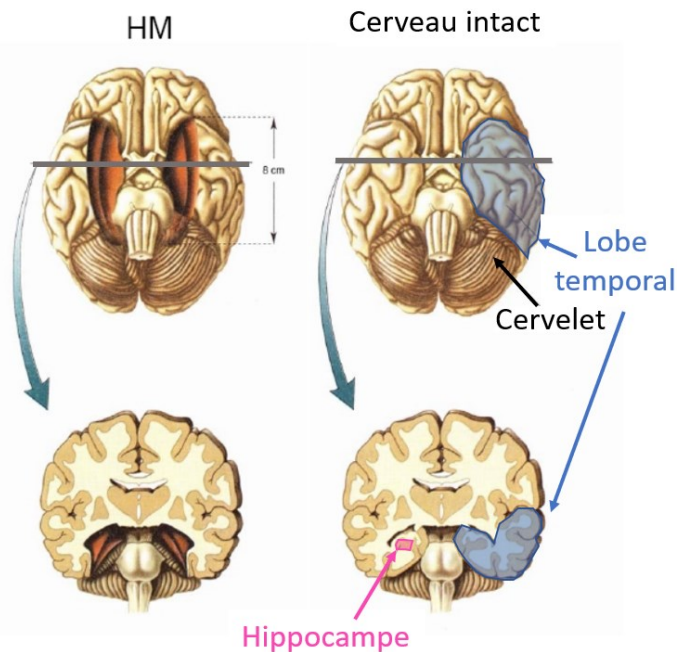 HM
Cerveau intact
8 cm
Lobe
temporal
Cervelet
Hippocampe